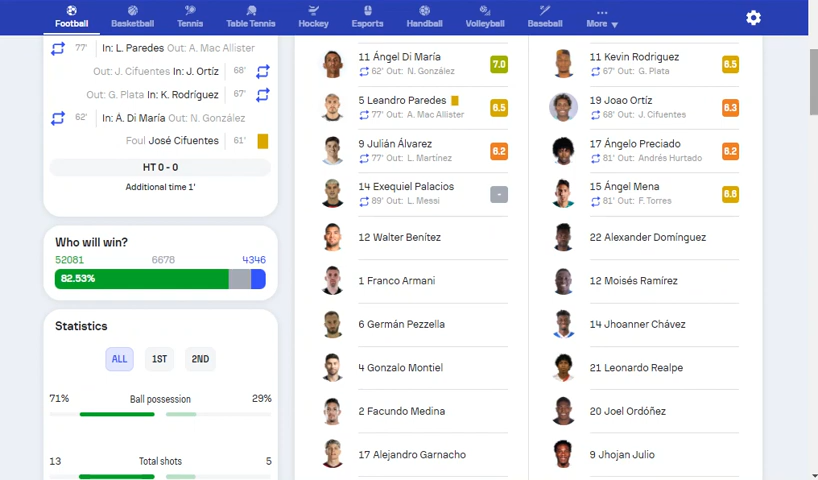 Football
Basketball
Tennis
Table Tennis
Hockey
Esports
Handball
Volleyball
Baseball
More
77' In: L. Paredes Out: A. Mac Allister
Out: J. Cifuentes In: J. Ortíz 68'
Out: G. Plata In: K. Rodríguez 67'
62' In: A. Di María Out: N. González
Foul José Cifuentes 61'
HT 0 - 0
Additional time 1'
Who will win?
52081 6678 4346
82.53%
Statistics
ALL 1ST 2ND
71% Ball possession 29%
13 Total shots 5
11 Ángel Di María
62' Out: N. González
7.0
5 Leandro Paredes
77' Out: A. Mac Allister
6.5
9 Julián Álvarez
77' Out: L. Martínez
6.2
14 Exequiel Palacios
89' Out: L. Messi
-
12 Walter Benítez
1 Franco Armani
6 Germán Pezzella
4 Gonzalo Montiel
2 Facundo Medina
17 Alejandro Garnacho
11 Kevin Rodriguez
67' Out: G. Plata
6.5
19 Joao Ortíz
68' Out: J. Cifuentes
6.3
17 Ángelo Preciado
81' Out: Andrés Hurtado
6.2
15 Ángel Mena
81' Out: F. Torres
6.6
22 Alexander Domínguez
12 Moisés Ramírez
14 Jhoanner Chávez
21 Leonardo Realpe
20 Joel Ordóñez
9 Jhojan Julio